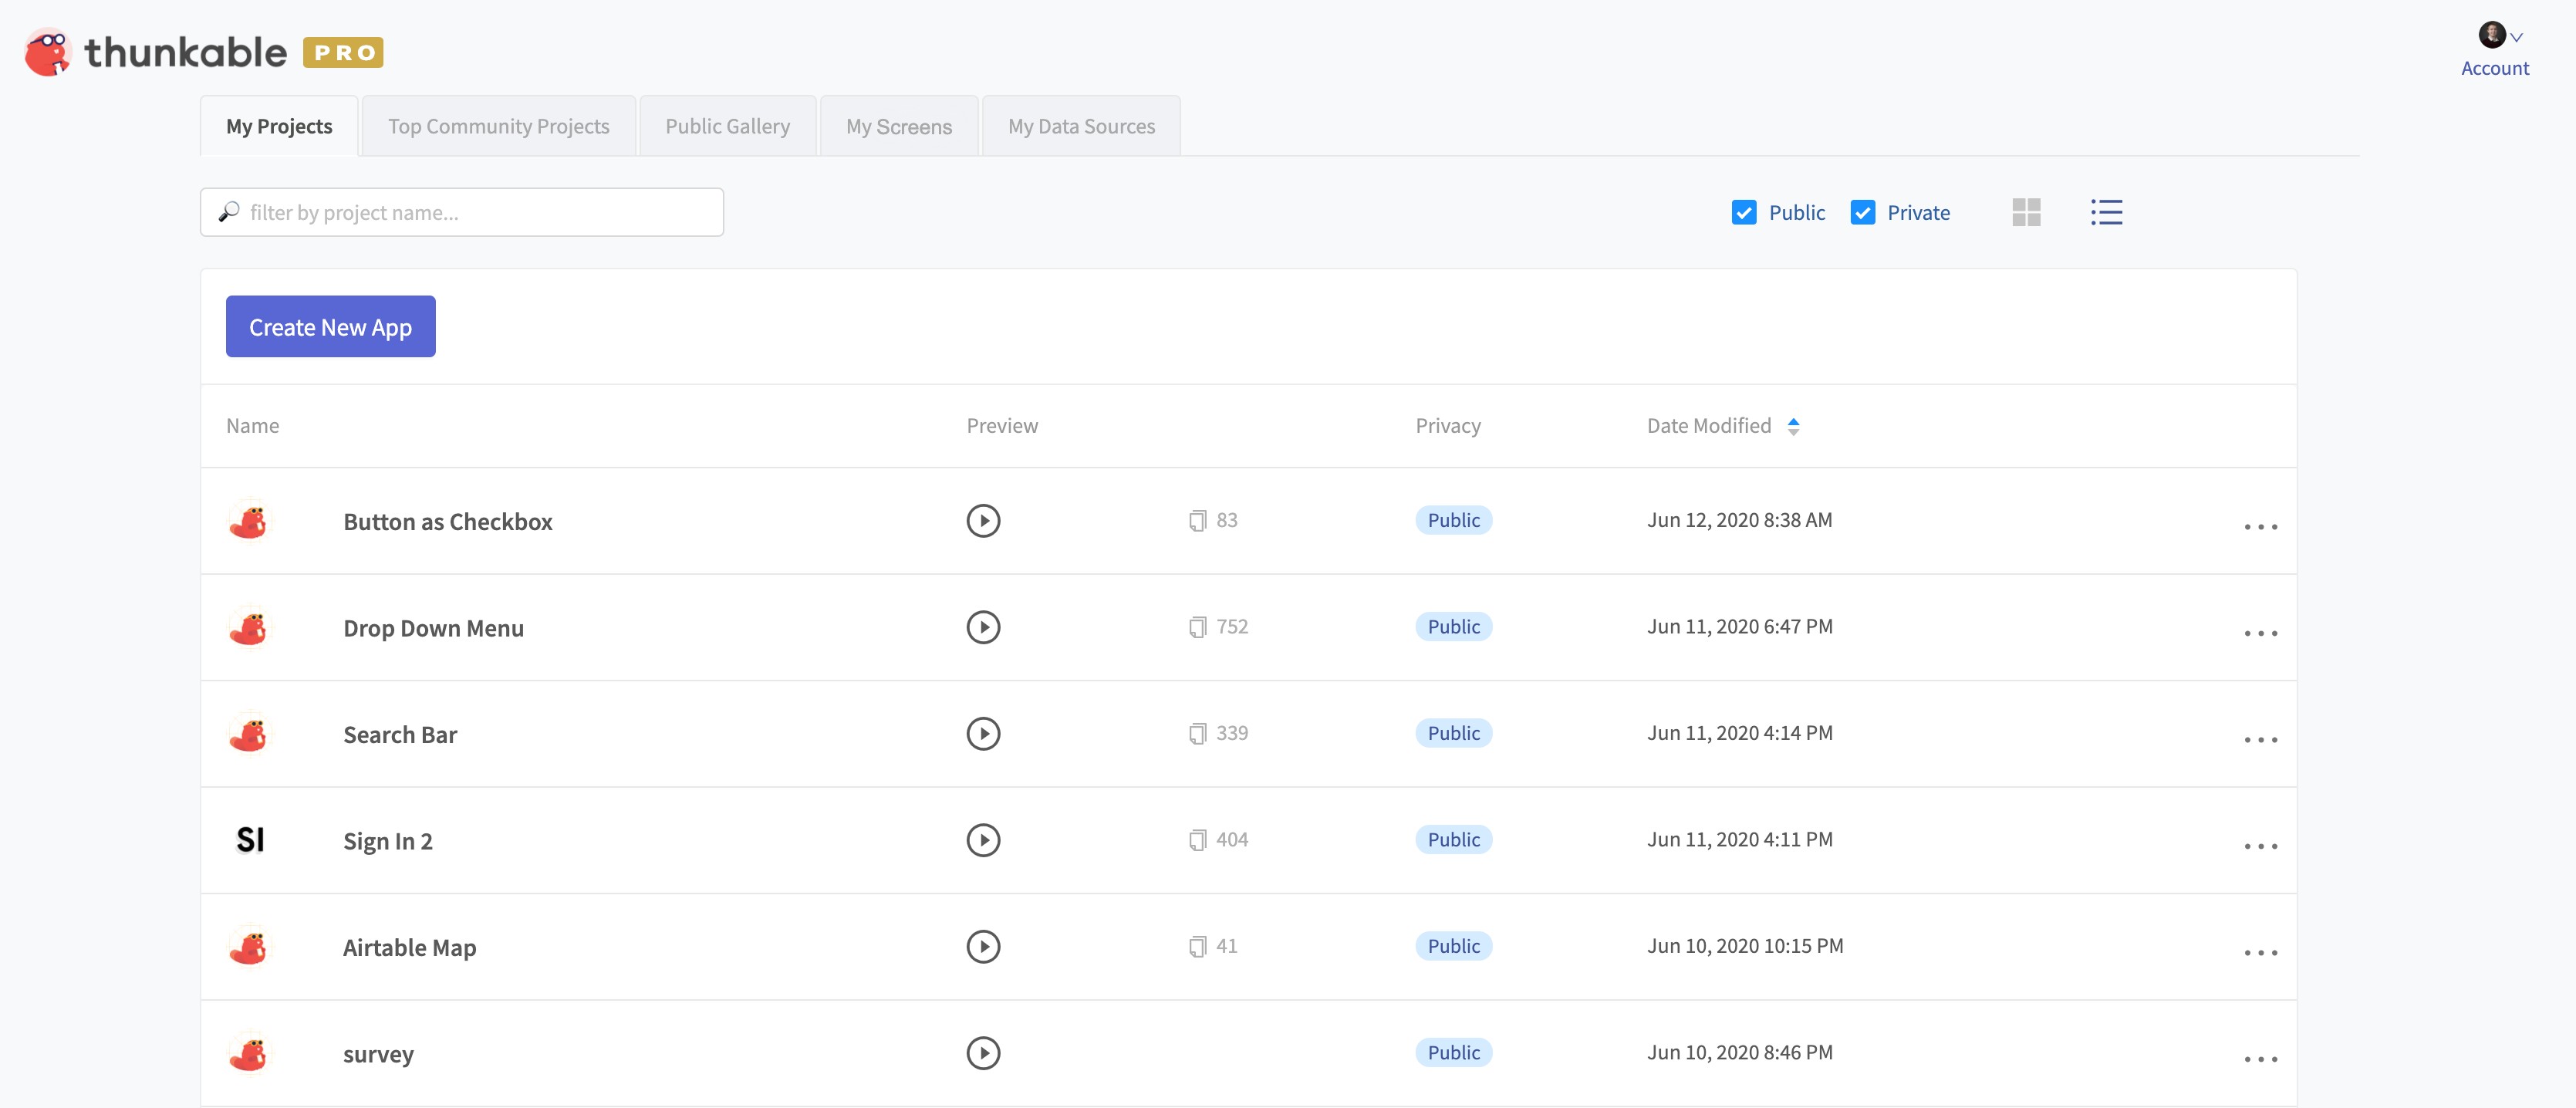 thunkable PRO
Account
My Projects
Top Community Projects
Public Gallery
My Screens
My Data Sources
filter by project name...
Public
Private
Create New App
Name Preview Privacy Date Modified
Button as Checkbox 83 Public Jun 12, 2020 8:38 AM
Drop Down Menu 752 Public Jun 11, 2020 6:47 PM
Search Bar 339 Public Jun 11, 2020 4:14 PM
SI Sign In 2 404 Public Jun 11, 2020 4:11 PM
Airtable Map 41 Public Jun 10, 2020 10:15 PM
survey Public Jun 10, 2020 8:46 PM